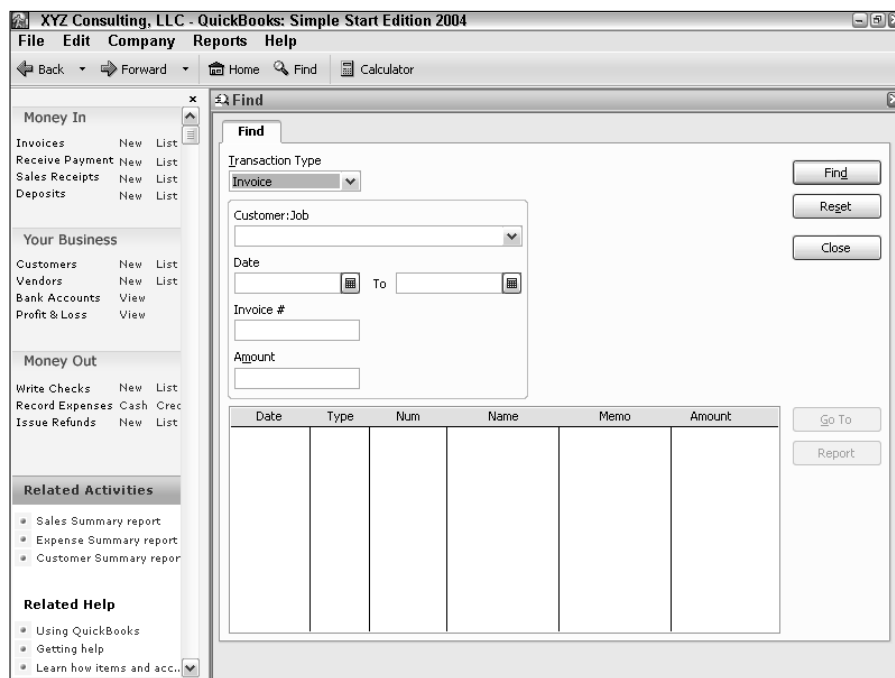 XYZ Consulting, LLC - QuickBooks: Simple Start Edition 2004
File Edit Company Reports Help
Back Forward Home Find Calculator
Money In
Invoices New List
Receive Payment New List
Sales Receipts New List
Deposits New List
Your Business
Customers New List
Vendors New List
Bank Accounts View
Profit & Loss View
Money Out
Write Checks New List
Record Expenses Cash Crec
Issue Refunds New List
Related Activities
Sales Summary report
Expense Summary report
Customer Summary repor
Related Help
Using QuickBooks
Getting help
Learn how items and acc..
Find
Find
Transaction Type
Invoice
Customer:Job
Date To
Invoice #
Amount
Find
Reset
Close
Date Type Num Name Memo Amount
Go To
Report